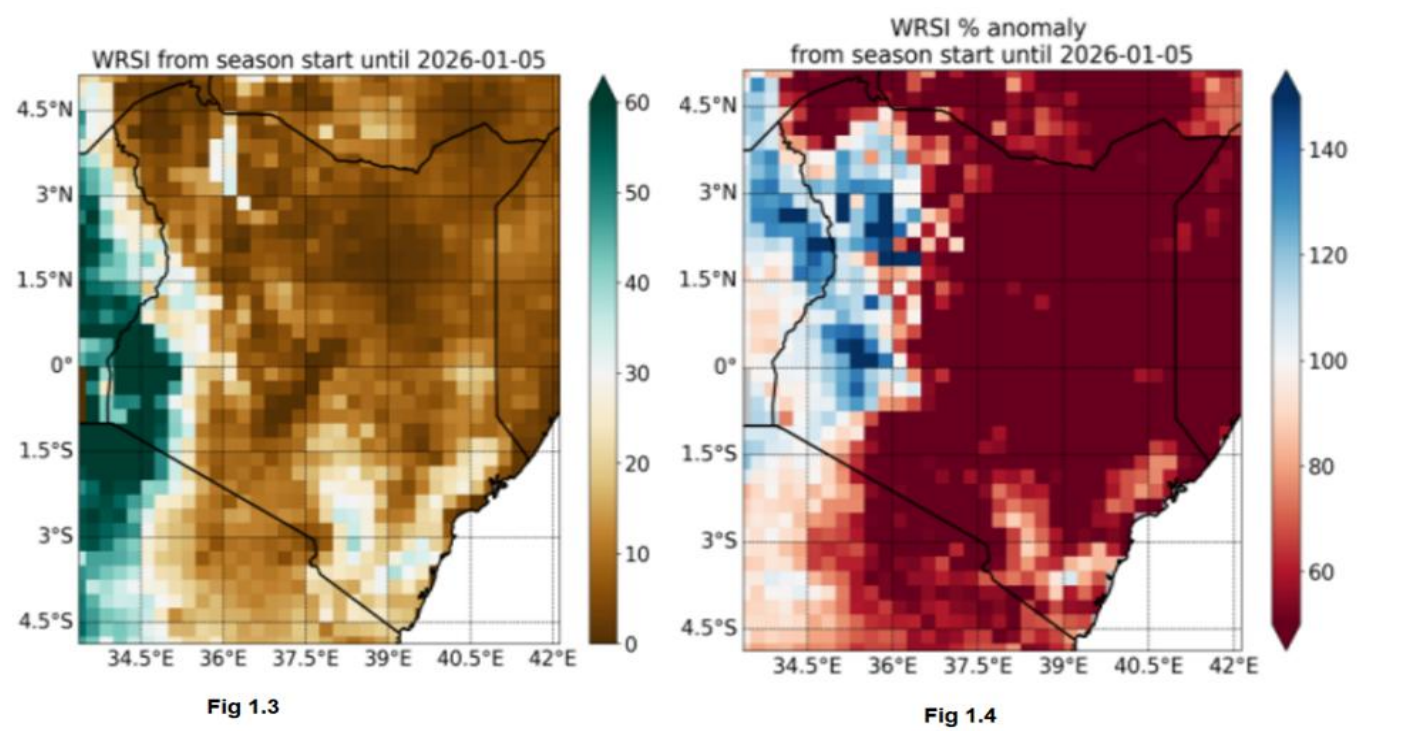 WRSI from season start until 2026-01-05
4.5°N
3°N
1.5°N
0°
1.5°S
3°S
4.5°S
34.5°E 36°E 37.5°E 39°E 40.5°E 42°E
60
50
40
30
20
10
0
Fig 1.3
WRSI % anomaly
from season start until 2026-01-05
4.5°N
3°N
1.5°N
0°
1.5°S
3°S
4.5°S
34.5°E 36°E 37.5°E 39°E 40.5°E 42°E
140
120
100
80
60
Fig 1.4